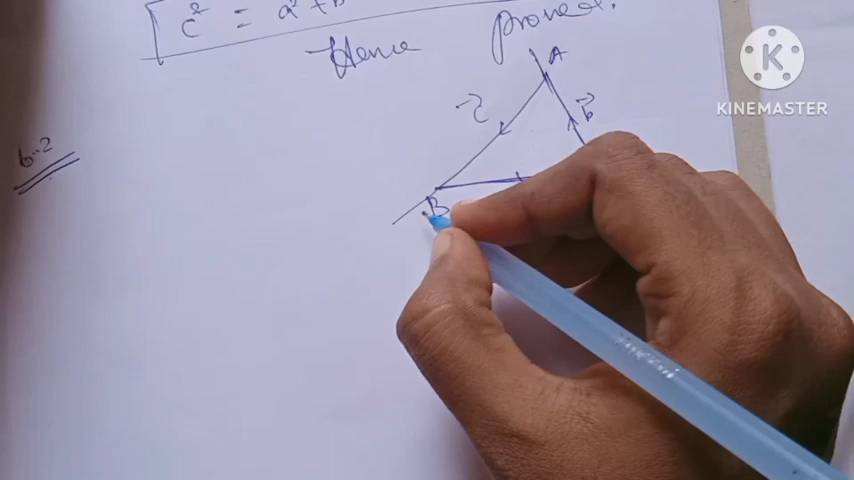 c² = a² + b
Hence Proved.
A
c⃗ b⃗
K
KINEMASTER
6.2
B